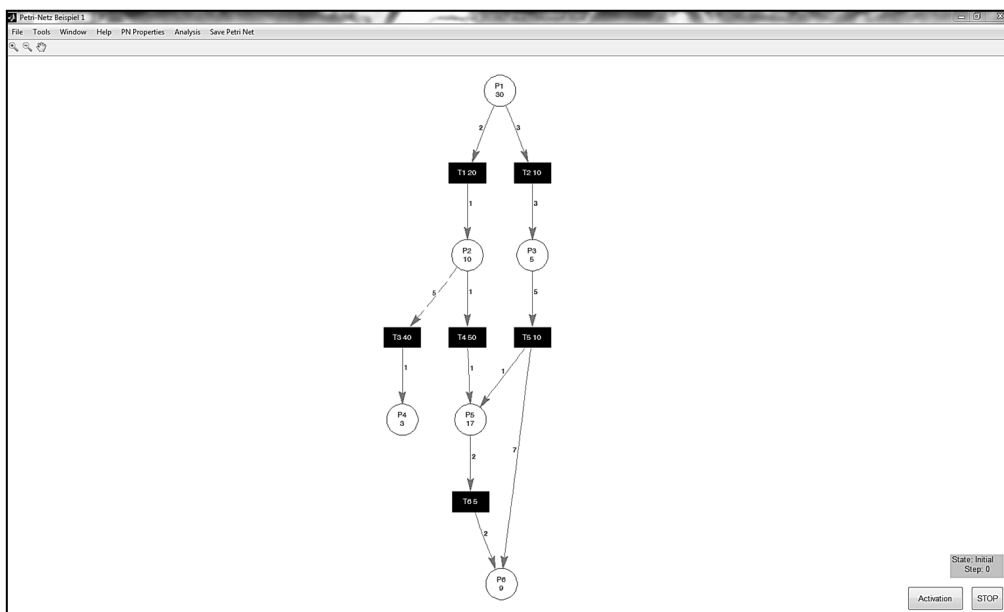 Petri-Netz Beispiel 1
File Tools Window Help PN Properties Analysis Save Petri Net
P1
30
2 3
T1 20 T2 10
1 3
P2 P3
10 5
5 1 5
T3 40 T4 50 T5 10
1 1 1
P4 P5
3 17
7
2
T6 5
2
P6
9
State: Initial
Step: 0
Activation STOP